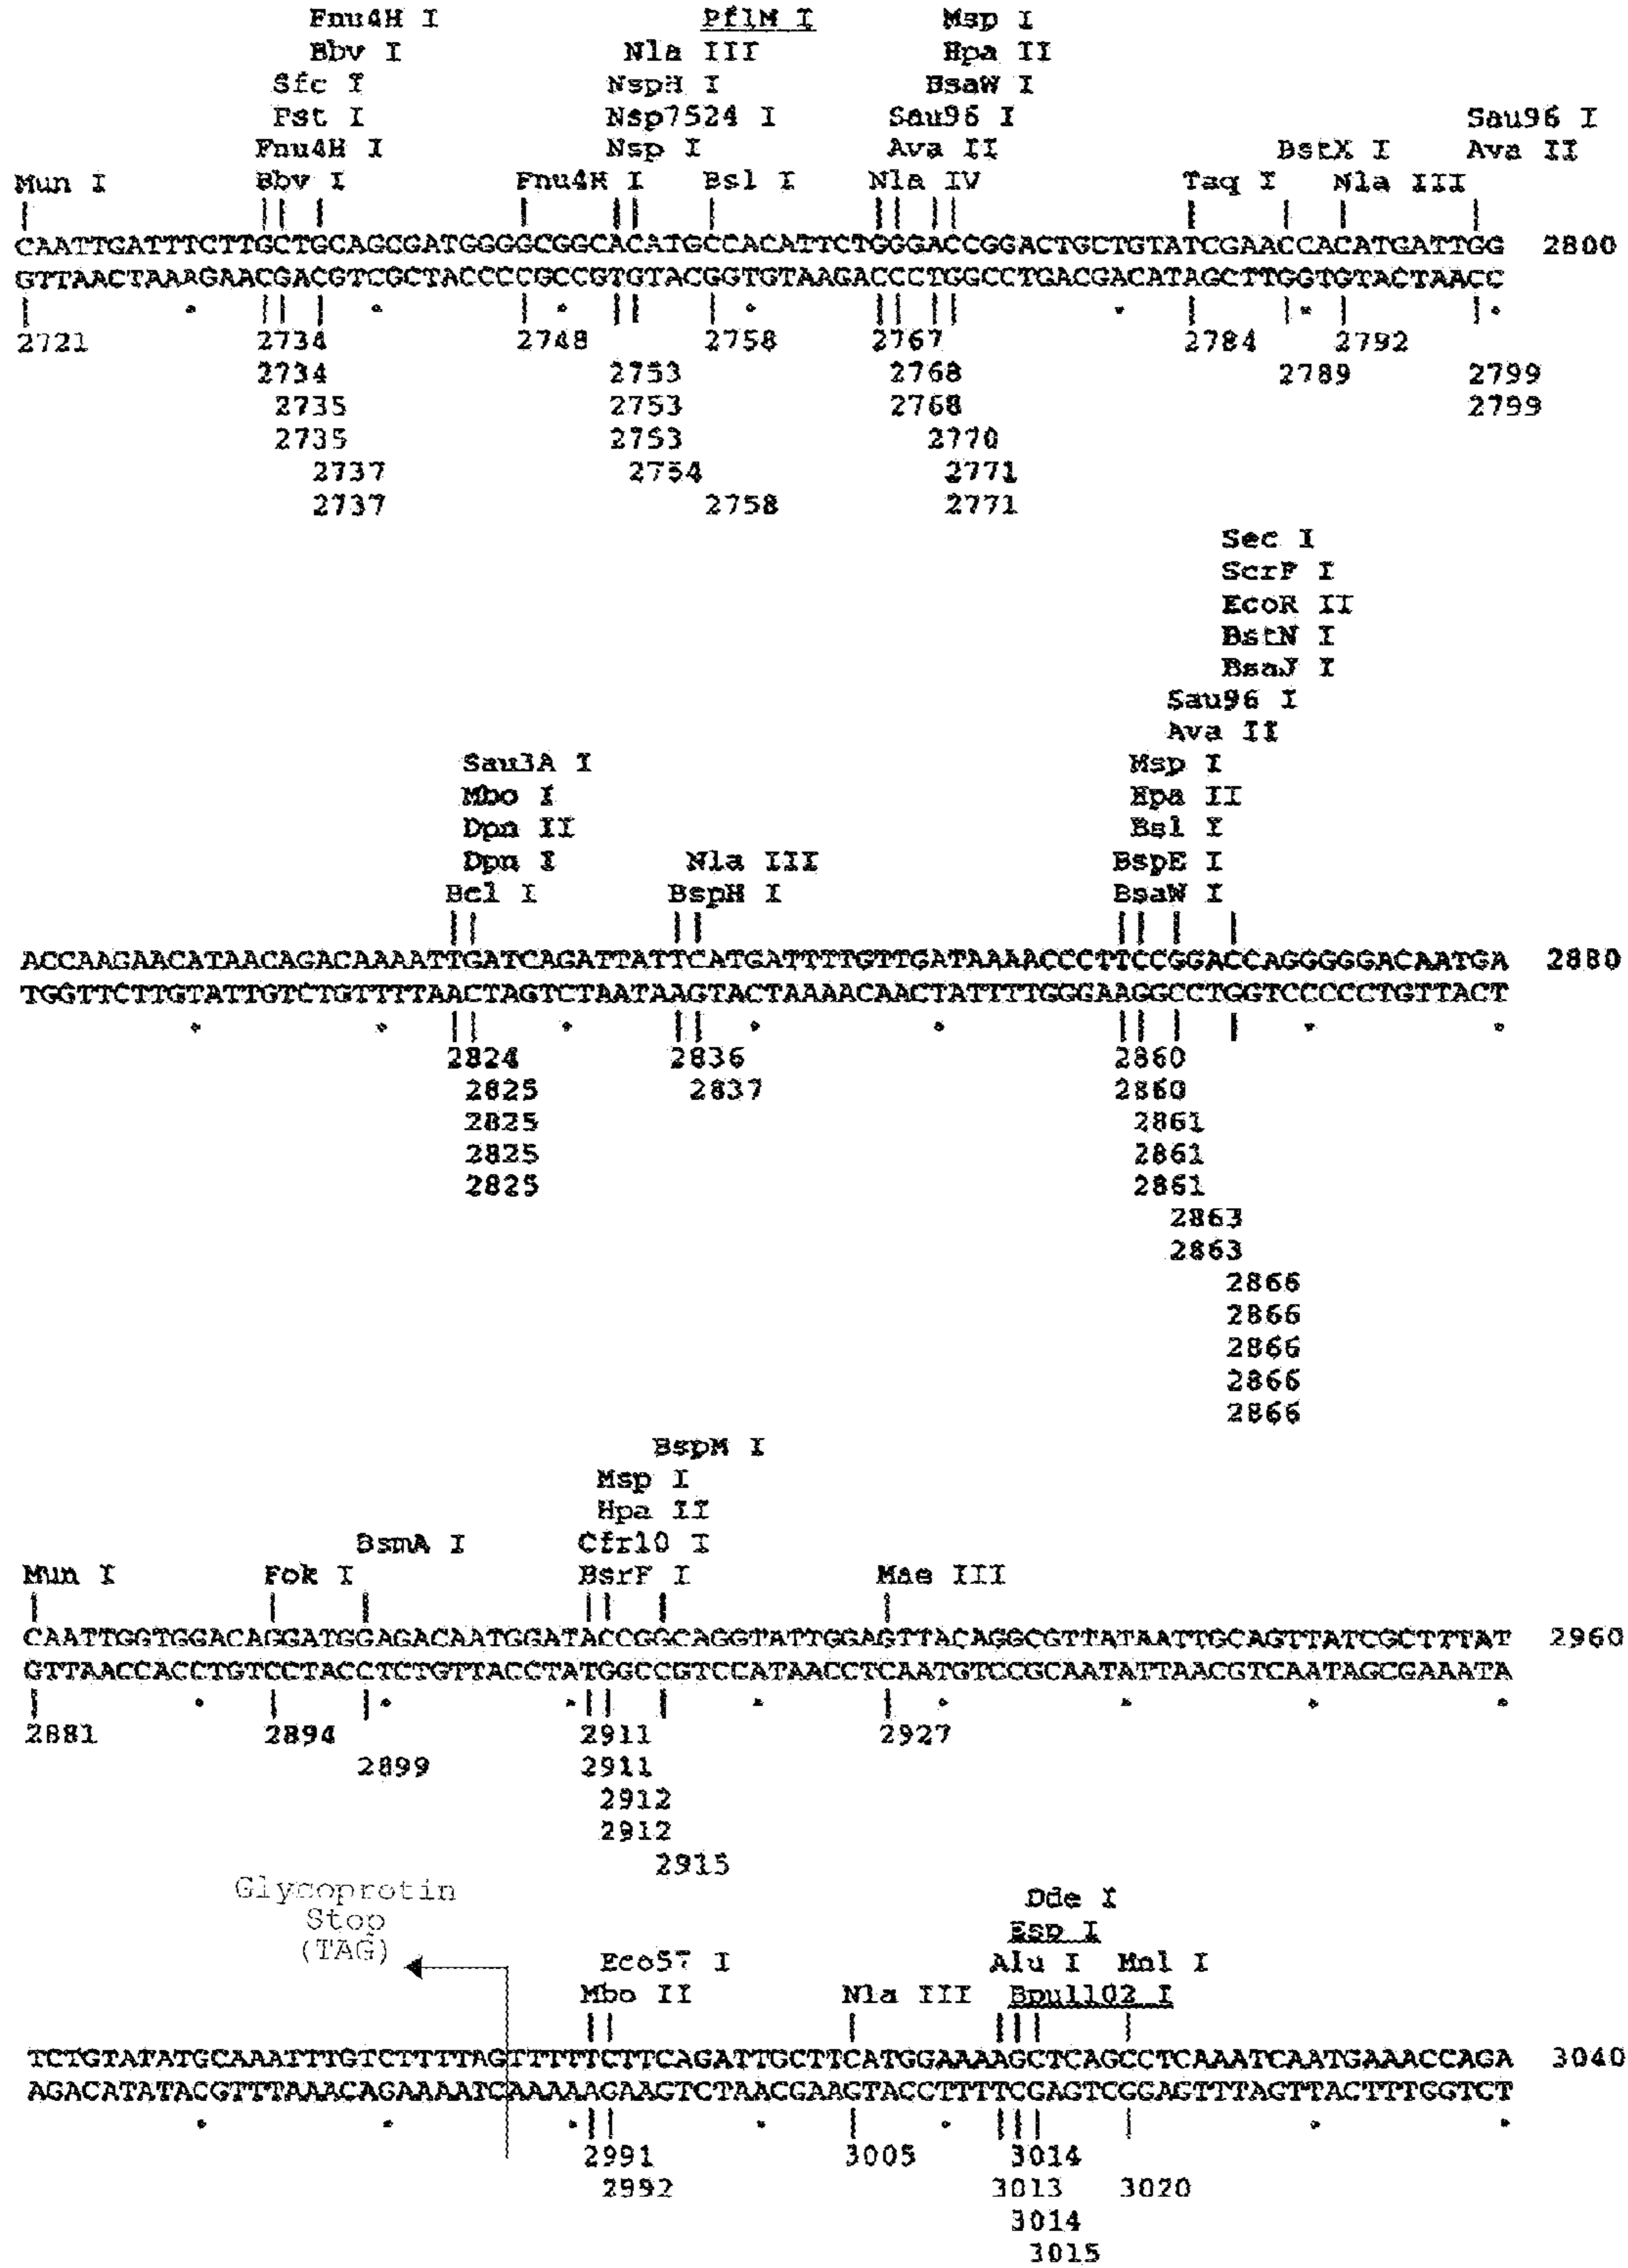 Fnu4H I PflM I Msp I
Bbv I Nla III Hpa II
Sfc I NspH I BsaW I
Pst I Nsp7524 I Sau96 I Sau96 I
Fnu4H I Nsp I Ava II BstX I Ava II
Mun I Bbv I Fnu4H I Bsl I Nla IV Taq I Nla III
CAATTGATTTCTTGCTGCAGCGATGGGGCGGCACATGCCACATTCTGGGACCGGACTGCTGTATCGAACCACATGATTGG 2800
GTTAACTAAAGAACGACGTCGCTACCCCGCCGTGTACGGTGTAAGACCCTGGCCTGACGACATAGCTTGGTGTACTAACC
2721 2734 2748 2758 2767 2784 2792
2734 2753 2768 2789 2799
2735 2753 2768 2799
2735 2753 2770
2737 2754 2771
2737 2758 2771
Sec I
ScrF I
EcoR II
BstN I
BsaJ I
Sau96 I
Ava II
Sau3A I Msp I
Mbo I Hpa II
Dpn II Bsl I
Dpn I Nla III BspE I
Bcl I BspH I BsaW I
ACCAAGAACATAACAGACAAAATTGATCAGATTATTCATGATTTTGTTGATAAAACCCTTCCGGACCAGGGGGACAATGA 2880
TGGTTCTTGTATTGTCTGTTTTAACTAGTCTAATAAGTACTAAAACAACTATTTTGGGAAGGCCTGGTCCCCCTGTTACT
2824 2836 2860
2825 2837 2860
2825 2861
2825 2861
2825 2861
2863
2863
2866
2866
2866
2866
2866
BspM I
Msp I
Hpa II
BsmA I Cfr10 I
Mun I Fok I BsrF I Mae III
CAATTGGTGGACAGGATGGAGACAATGGATACCGGCAGGTATTGGAGTTACAGGCGTTATAATTGCAGTTATCGCTTTAT 2960
GTTAACCACCTGTCCTACCTCTGTTACCTATGGCCGTCCATAACCTCAATGTCCGCAATATTAACGTCAATAGCGAAATA
2881 2894 2911 2927
2899 2911
2912
2912
2915
Glycoprotin
Stop
(TAG)
Dde I
Esp I
Eco57 I Alu I Mnl I
Mbo II Nla III Bpu1102 I
TCTGTATATGCAAATTTGTCTTTTAGTTTTTCTTCAGATTGCTTCATGGAAAAGCTCAGCCTCAAATCAATGAAACCAGA 3040
AGACATATACGTTTAAACAGAAAATCAAAAAGAAGTCTAACGAAGTACCTTTTCGAGTCGGAGTTTAGTTACTTTGGTCT
2991 3005 3014
2992 3013 3020
3014
3015